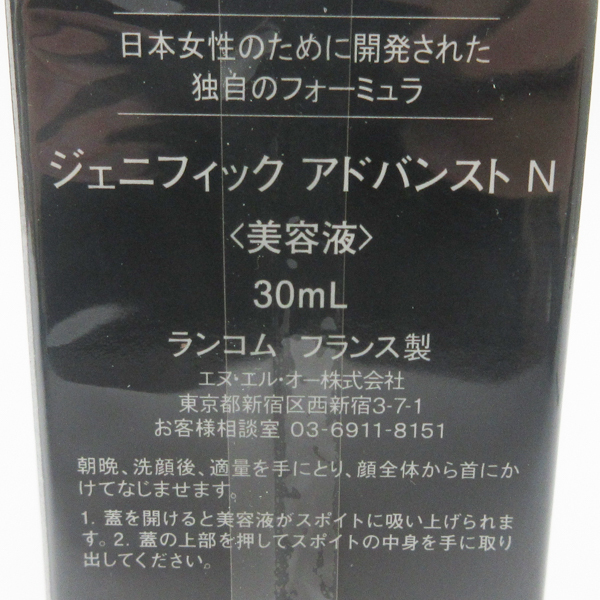 日本女性のために開発された
独自のフォーミュラ
ジェニフィック アドバンスト N
〈美容液〉
30mL
ランコム フランス製
エヌ・エル・オー株式会社
東京都新宿区西新宿3-7-1
お客様相談室 03-6911-8151
朝晩、洗顔後、適量を手にとり、顔全体から首にか
けてなじませます。
1. 蓋を開けると美容液がスポイトに吸い上げられま
す。2. 蓋の上部を押してスポイトの中身を手に取り
出してください。